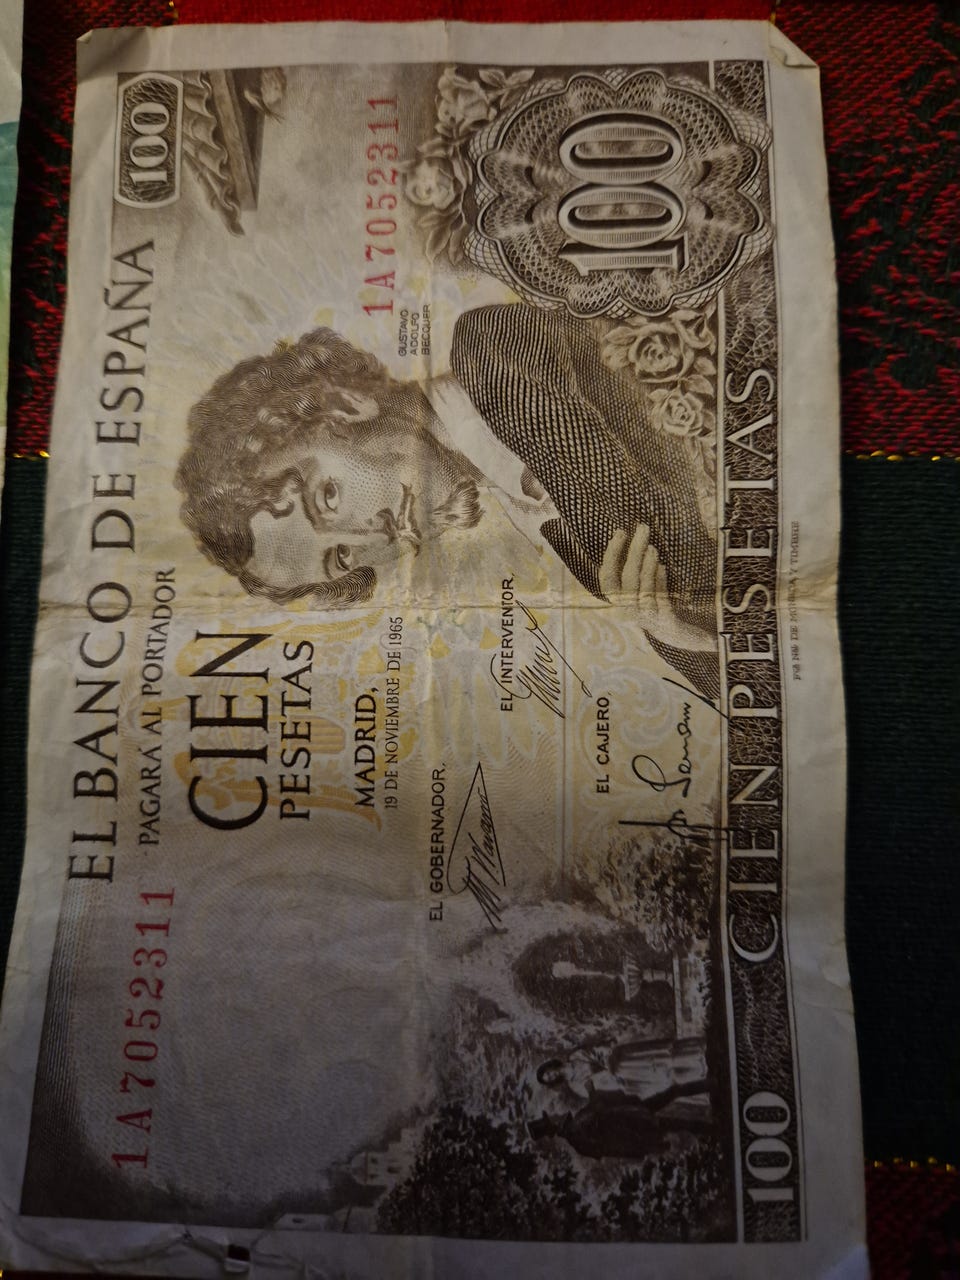 EL BANCO DE ESPAÑA
100
PAGARÁ AL PORTADOR
1A7052311
CIEN
PESETAS
MADRID,
19 DE NOVIEMBRE DE 1965
1A7052311
GUSTAVO
ADOLFO
BECQUER
EL GOBERNADOR,
EL INTERVENTOR,
EL CAJERO,
100
100 CIEN PESETAS